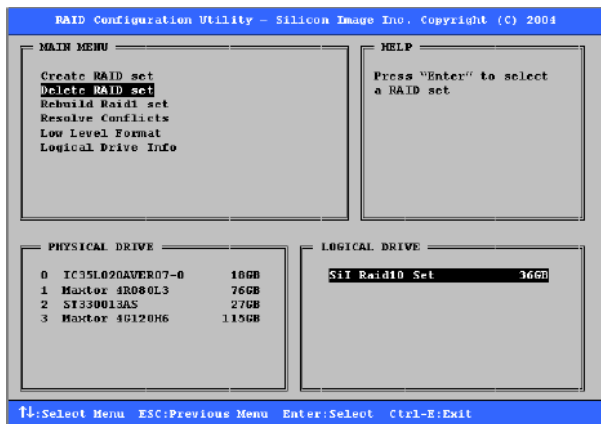 RAID Configuration Utility – Silicon Image Inc. Copyright (C) 2004
MAIN MENU
Create RAID set
Delete RAID set
Rebuild Raid1 set
Resolve Conflicts
Low Level Format
Logical Drive Info
HELP
Press "Enter" to select
a RAID set
PHYSICAL DRIVE
0 IC35L020AVER07-0 18GB
1 Maxtor 4R080L3 76GB
2 ST330013AS 27GB
3 Maxtor 4G120H6 115GB
LOGICAL DRIVE
SiI Raid10 Set 36GB
↑↓:Select Menu ESC:Previous Menu Enter:Select Ctrl-E:Exit